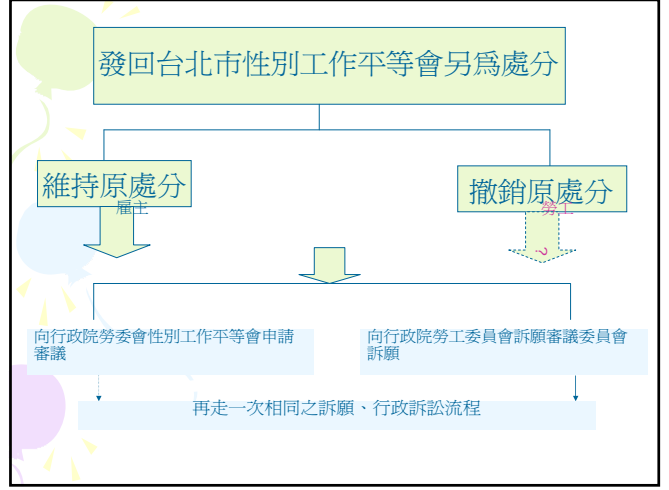 發回台北市性別工作平等會另為處分
維持原處分
撤銷原處分
雇主
勞工
?
向行政院勞委會性別工作平等會申請
審議
向行政院勞工委員會訴願審議委員會
訴願
再走一次相同之訴願、行政訴訟流程